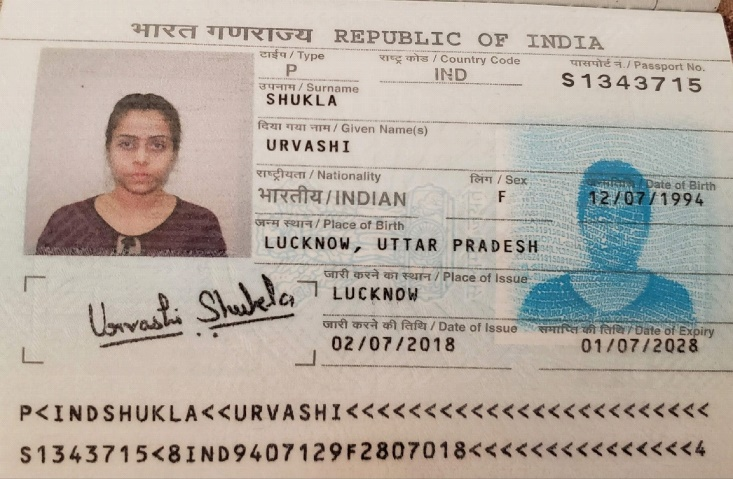 भारत गणराज्य REPUBLIC OF INDIA
टाईप / Type
राष्ट्र कोड / Country Code
पासपोर्ट न. / Passport No.
P
IND
S1343715
उपनाम / Surname
SHUKLA
दिया गया नाम / Given Name(s)
URVASHI
राष्ट्रीयता / Nationality
लिंग / Sex
Date of Birth
भारतीय/INDIAN
F
12/07/1994
जन्म स्थान / Place of Birth
LUCKNOW, UTTAR PRADESH
जारी करने का स्थान / Place of Issue
LUCKNOW
Urvashi Shukla
जारी करने की तिथि / Date of Issue
समाप्ति की तिथि / Date of Expiry
02/07/2018
01/07/2028
P<INDSHUKLA<<URVASHI<<<<<<<<<<<<<<<<<<<<<<<<
S1343715<8IND9407129F2807018<<<<<<<<<<<<<<<4